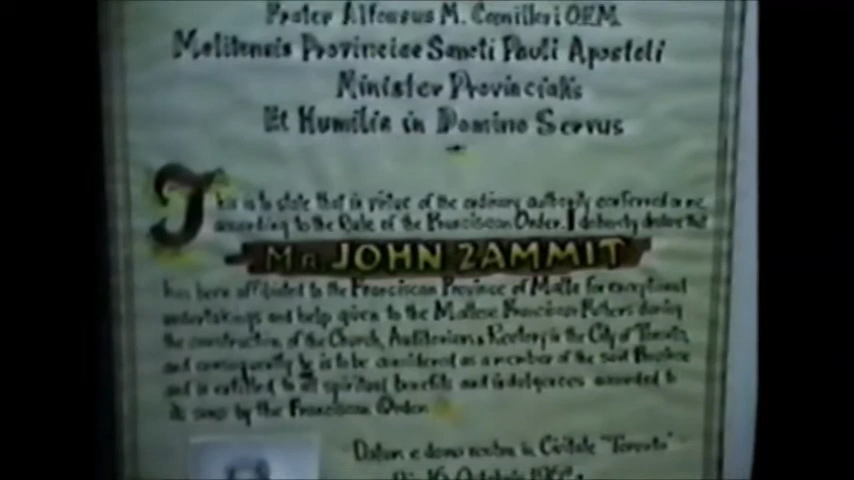 Frater Alfonsus M. Camilleri OFM.
Melitensis Provinciae Sancti Pauli Apostoli
Minister Provincialis
Et Humilis in Domino Servus
This is to state that in virtue of the ordinary authority conferred on me
according to the Rule of the Franciscan Order, I do hereby declare that
Mr. JOHN ZAMMIT
has been affiliated to the Franciscan Province of Malta for exceptional
undertakings and help given to the Maltese Franciscan Fathers during
the construction of the Church, Auditorium & Rectory in the City of Toronto,
and consequently he is to be considered as a member of the said Province
and is entitled to all spiritual benefits and indulgences accorded to
its sons by the Franciscan Order.
Datum e domo nostra in Civitate "Toronto"
Die 16 Octobris